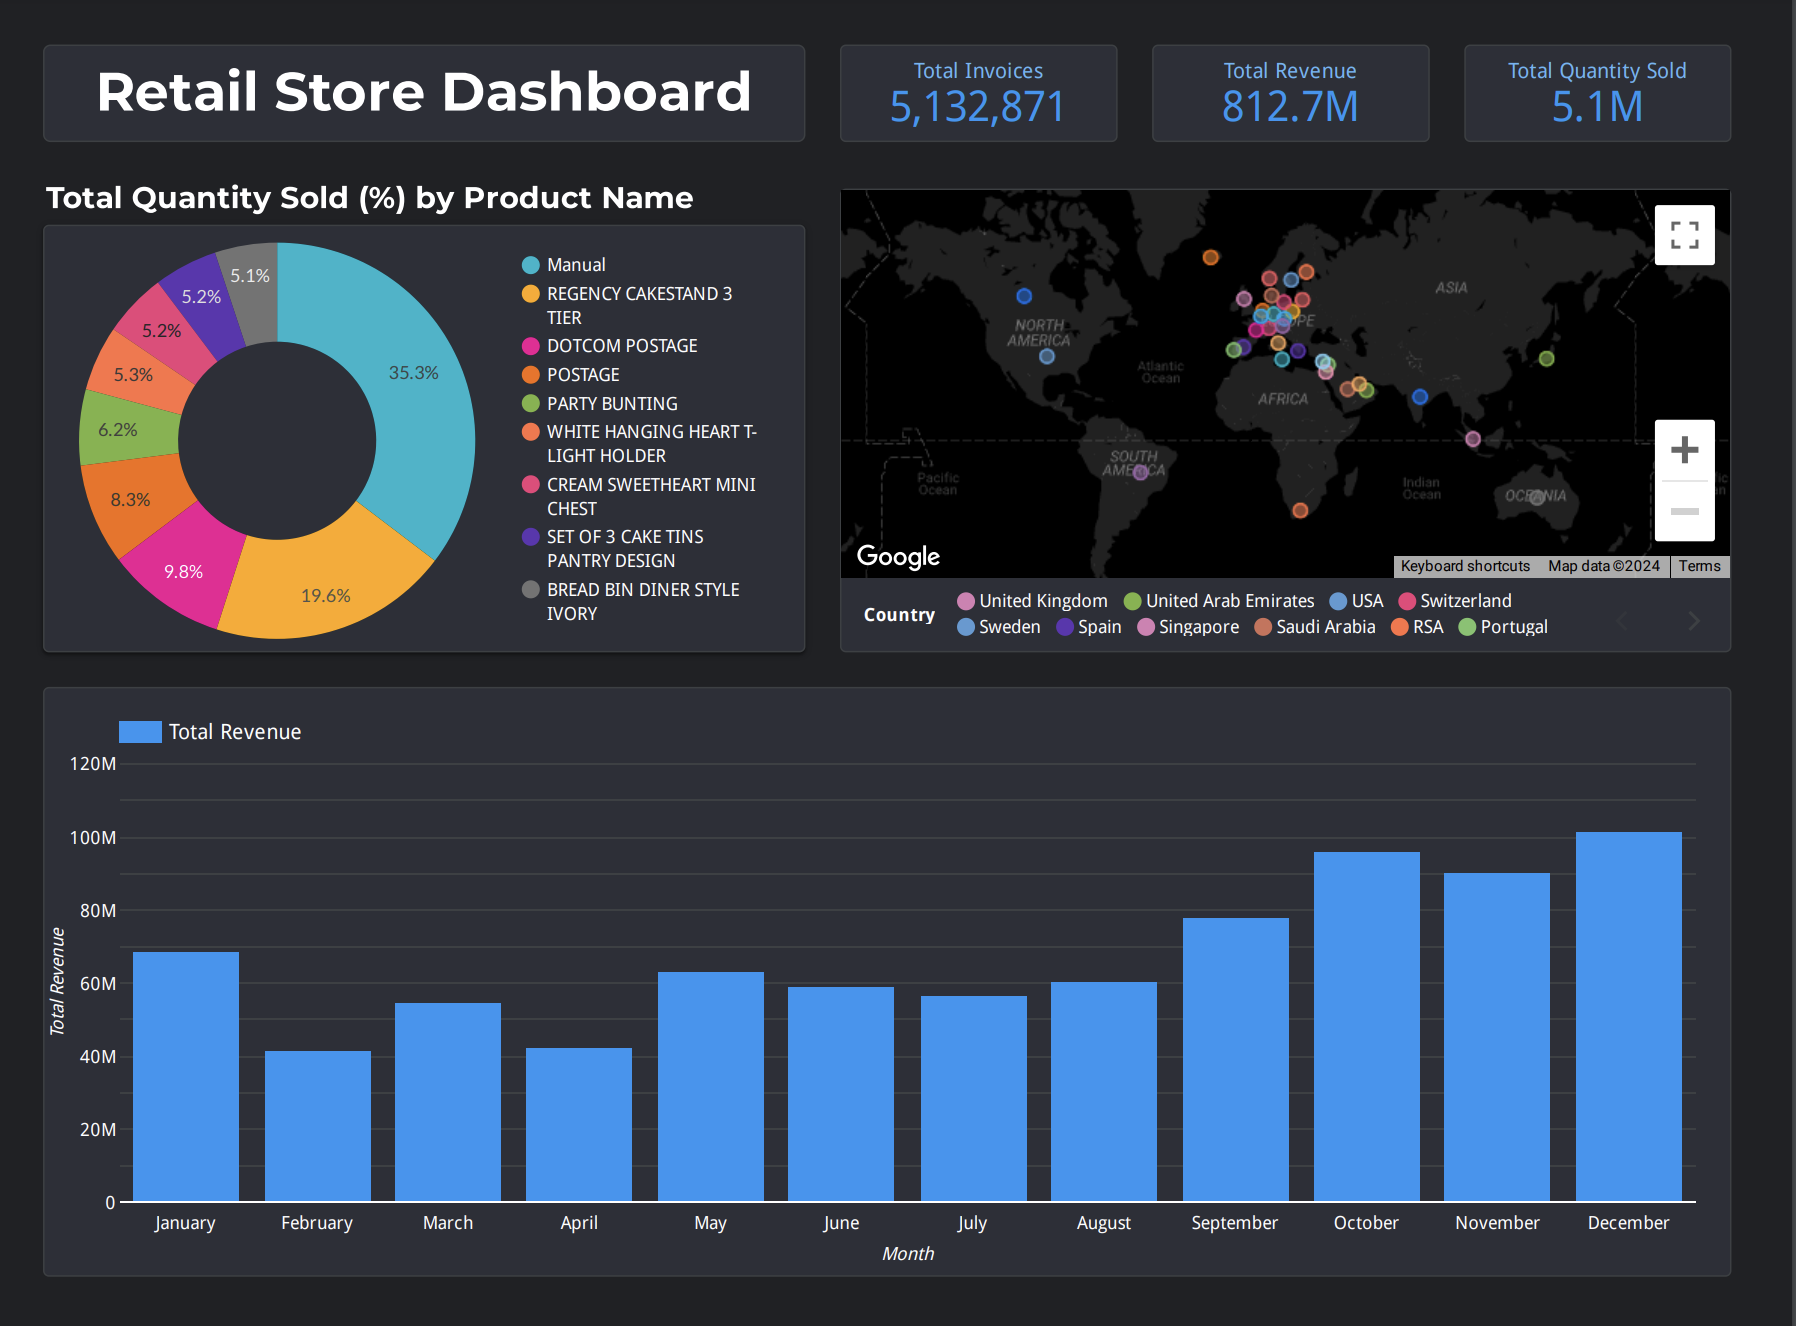 Retail Store Dashboard
Total Invoices
5,132,871
Total Revenue
812.7M
Total Quantity Sold
5.1M
Total Quantity Sold (%) by Product Name
5.1%
5.2%
5.2%
5.3%
6.2%
8.3%
9.8%
19.6%
35.3%
Manual
REGENCY CAKESTAND 3
TIER
DOTCOM POSTAGE
POSTAGE
PARTY BUNTING
WHITE HANGING HEART T-
LIGHT HOLDER
CREAM SWEETHEART MINI
CHEST
SET OF 3 CAKE TINS
PANTRY DESIGN
BREAD BIN DINER STYLE
IVORY
ASIA
NORTH
AMERICA
Atlantic
Ocean
AFRICA
SOUTH
AMERICA
Pacific
Ocean
Indian
Ocean
OCEANIA
Google
Keyboard shortcuts
Map data ©2024
Terms
Country
United Kingdom
United Arab Emirates
USA
Switzerland
Sweden
Spain
Singapore
Saudi Arabia
RSA
Portugal
Total Revenue
120M
100M
80M
60M
40M
20M
0
Total Revenue
January
February
March
April
May
June
July
August
September
October
November
December
Month